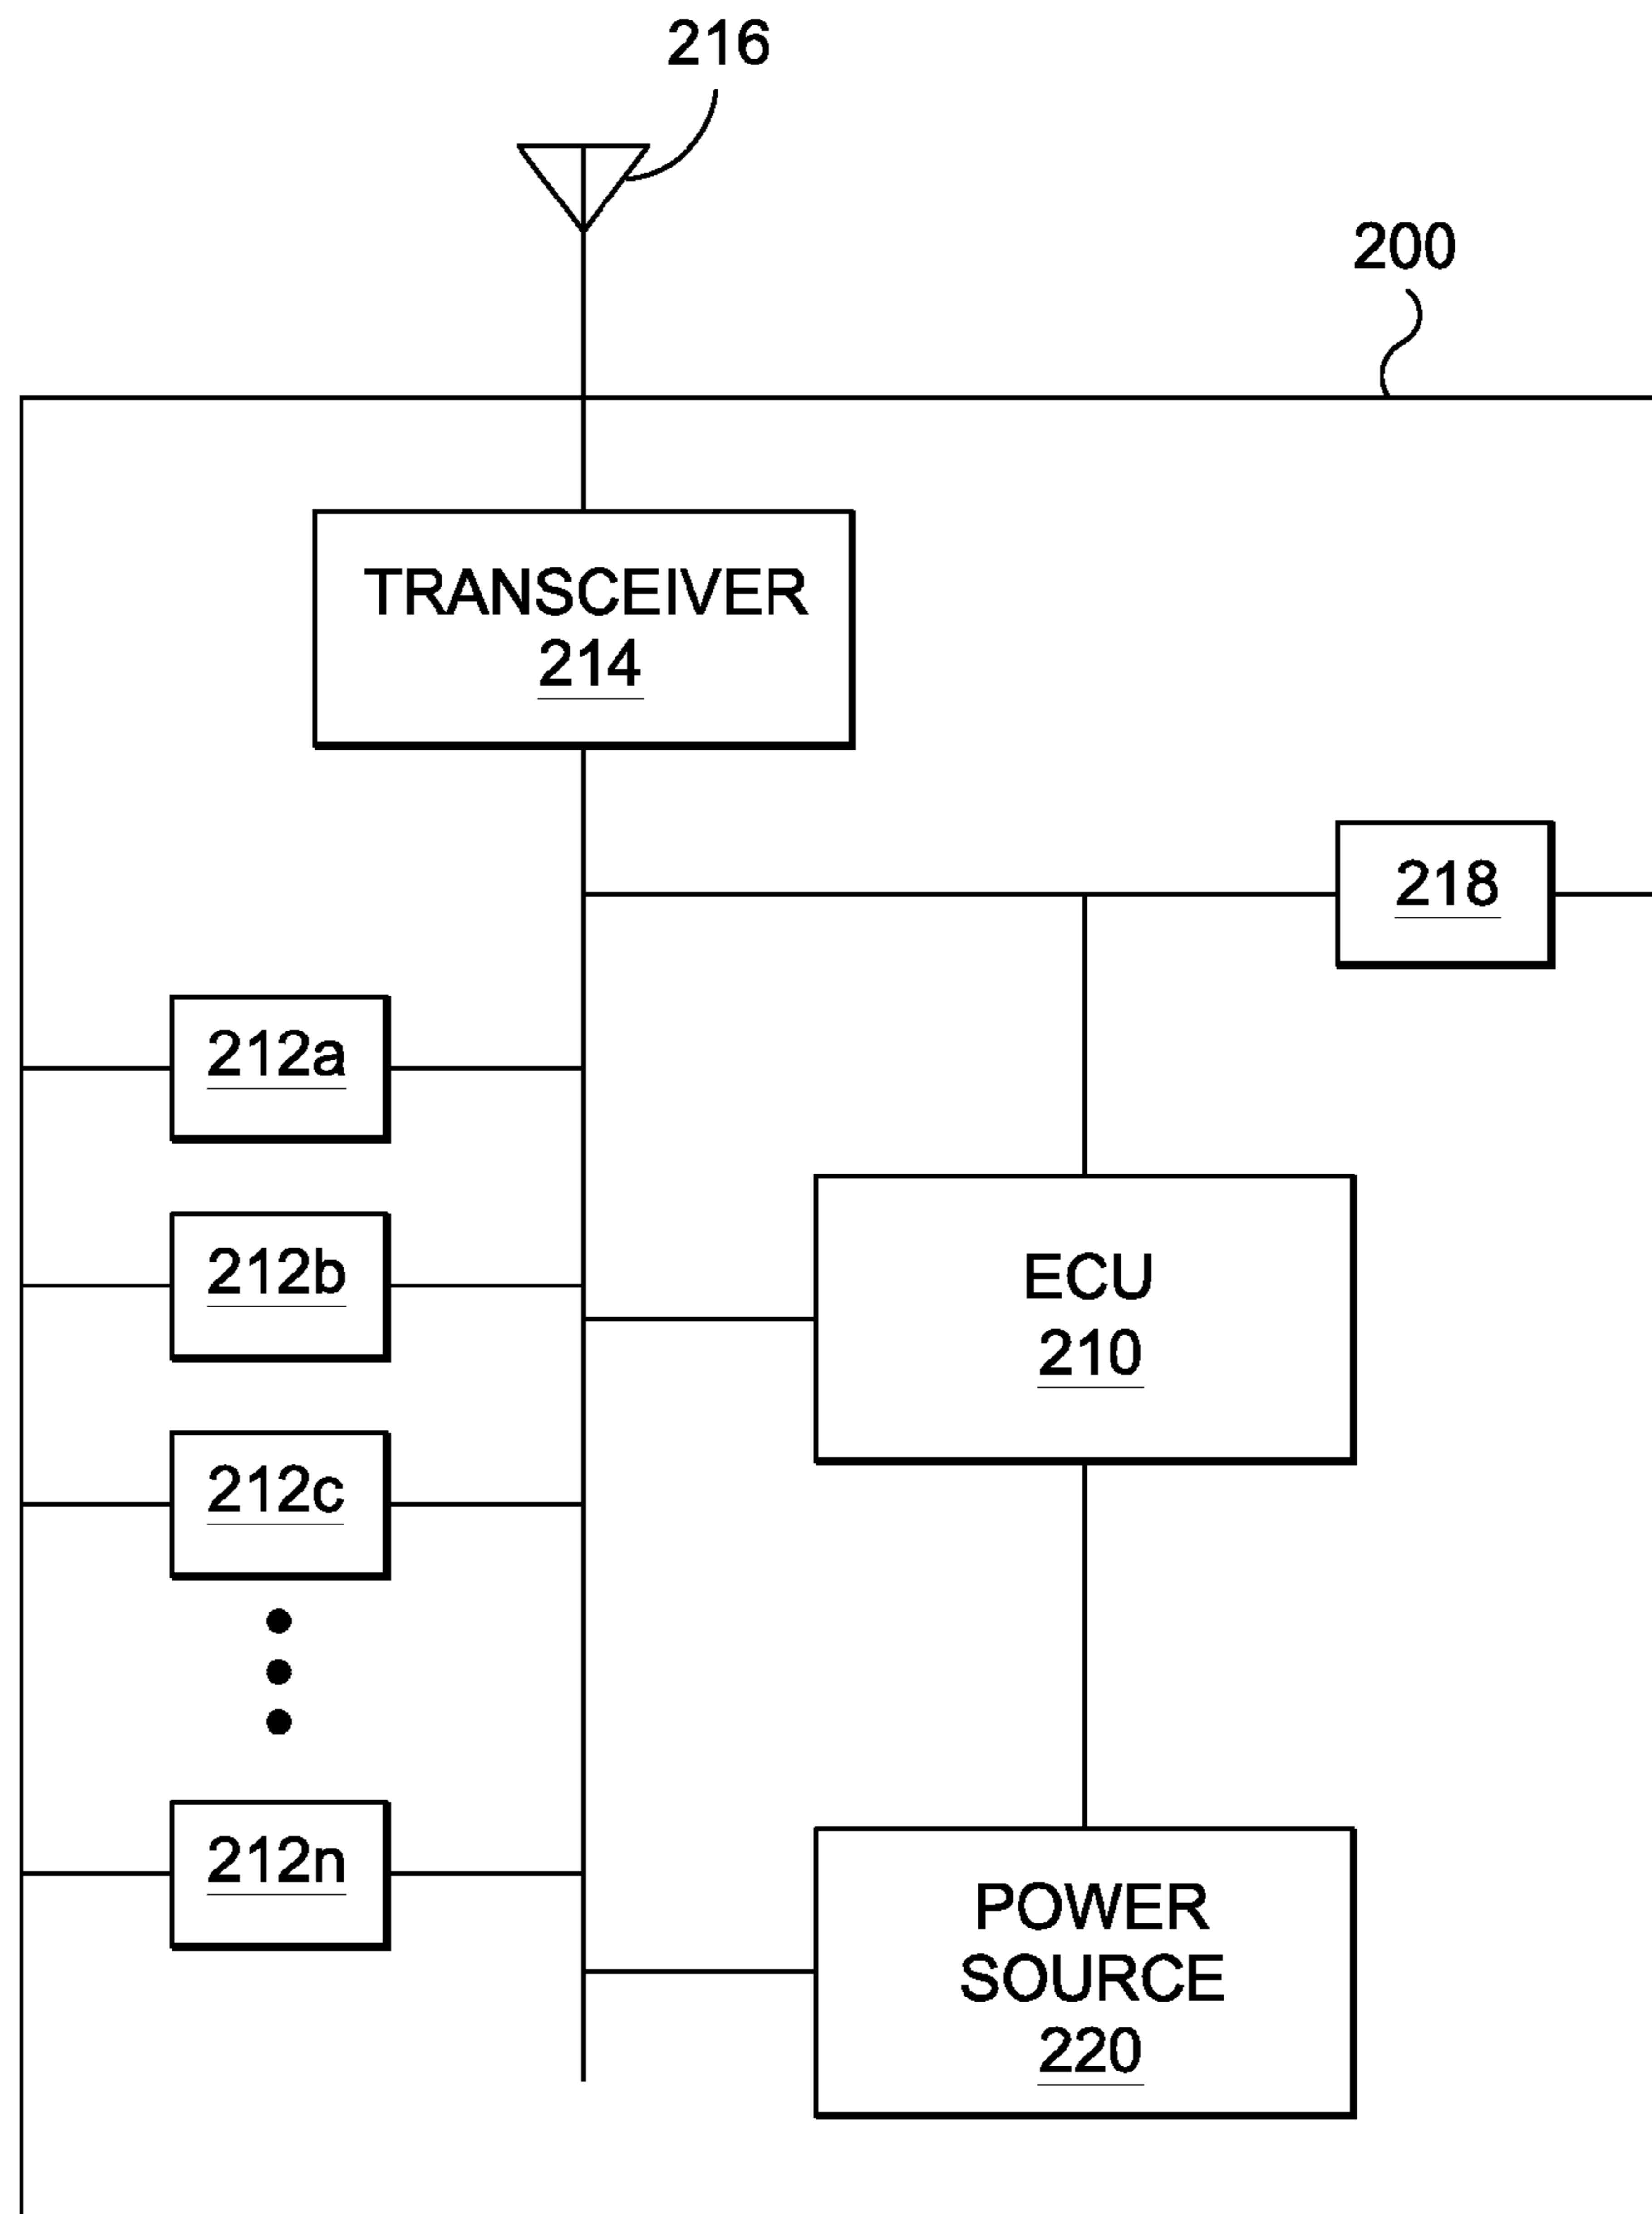 216
200
TRANSCEIVER
214
218
212a
212b
ECU
210
212c
212n
POWER
SOURCE
220